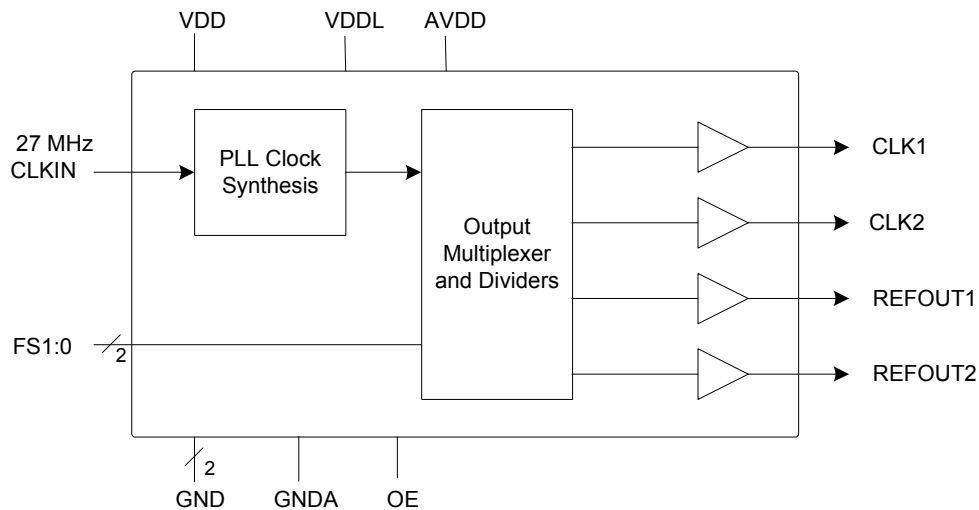 VDD
VDDL
AVDD
27 MHz
CLKIN
PLL Clock
Synthesis
Output
Multiplexer
and Dividers
CLK1
CLK2
REFOUT1
REFOUT2
FS1:0
2
2
GND
GNDA
OE